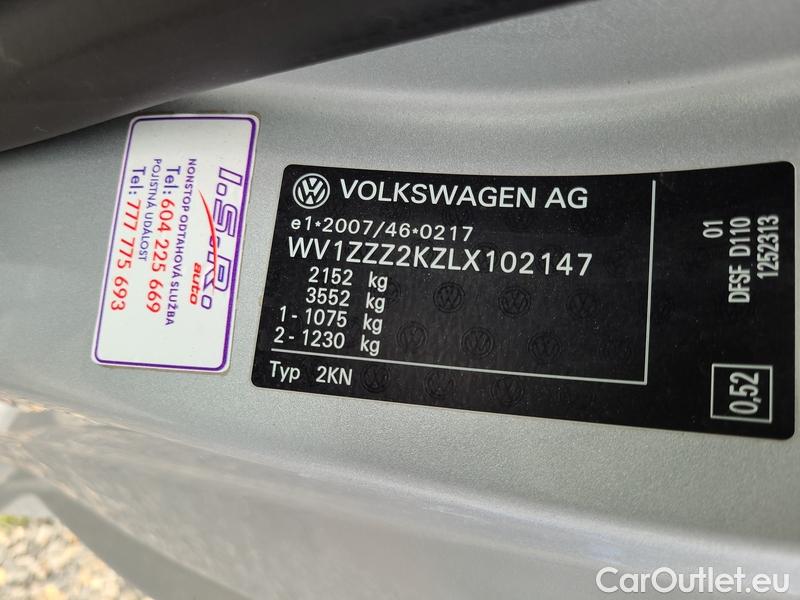 I.S.R.
auto
NONSTOP ODTAHOVÁ SLUŽBA
Tel: 604 225 669
POJISTNÁ UDÁLOST
Tel: 777 775 693
VOLKSWAGEN AG
e1*2007/46*0217
WV1ZZZ2KZLX102147
2152 kg
3552 kg
1 - 1075 kg
2 - 1230 kg
Typ 2KN
01
DFSF D110
1252313
0,52
CarOutlet.eu